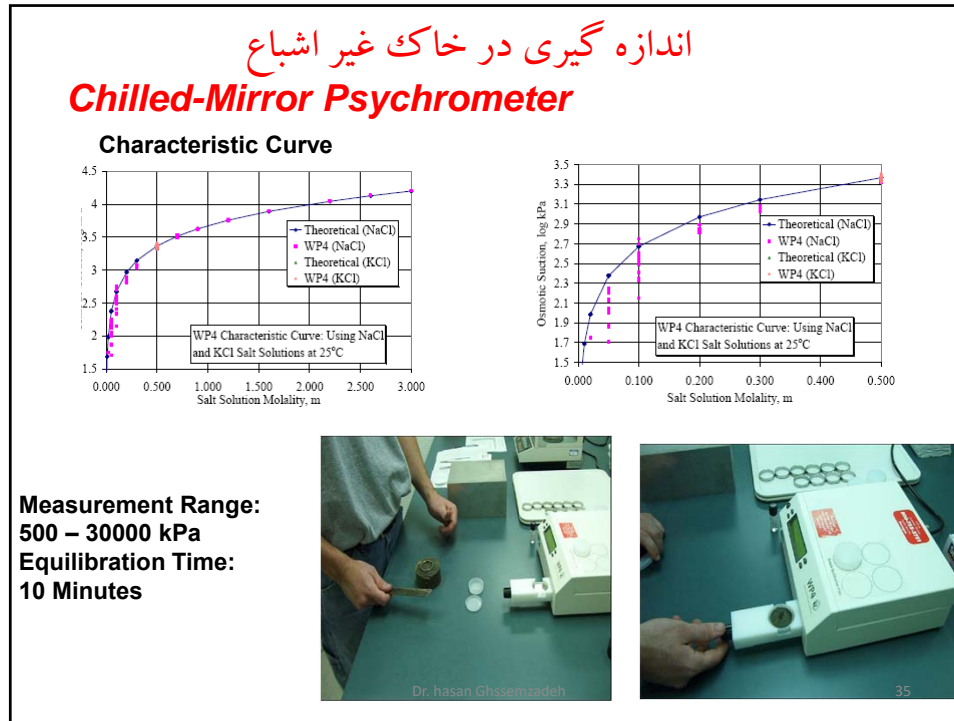 اندازه گیری در خاک غیر اشباع
Chilled-Mirror Psychrometer
Characteristic Curve
4.5
4
3.5
3
2.5
2
1.5
0.000 0.500 1.000 1.500 2.000 2.500 3.000
Salt Solution Molality, m
Theoretical (NaCl)
WP4 (NaCl)
Theoretical (KCl)
WP4 (KCl)
WP4 Characteristic Curve: Using NaCl
and KCl Salt Solutions at 25°C
Osmotic Suction, log kPa
3.5
3.3
3.1
2.9
2.7
2.5
2.3
2.1
1.9
1.7
1.5
0.000 0.100 0.200 0.300 0.400 0.500
Salt Solution Molality, m
Theoretical (NaCl)
WP4 (NaCl)
Theoretical (KCl)
WP4 (KCl)
WP4 Characteristic Curve: Using NaCl
and KCl Salt Solutions at 25°C
Measurement Range:
500 – 30000 kPa
Equilibration Time:
10 Minutes
WP4
Dr. hasan Ghssemzadeh
35